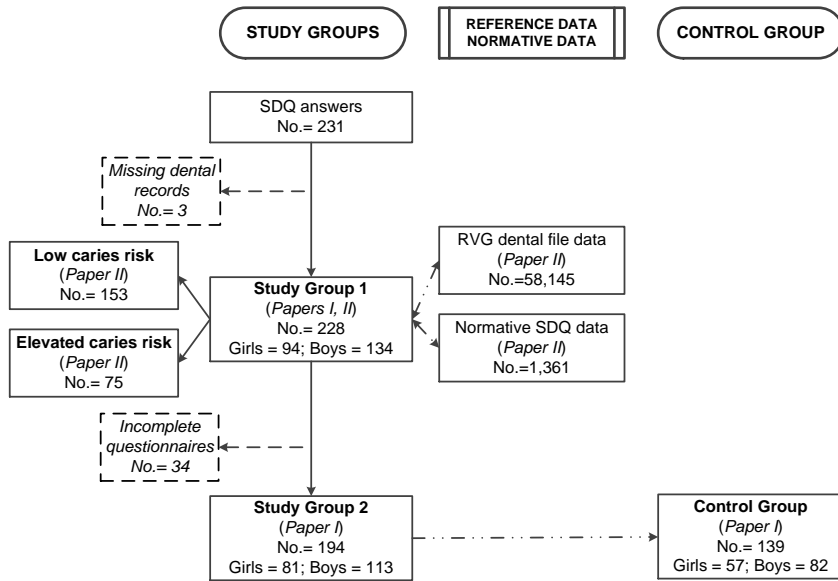 STUDY GROUPS
REFERENCE DATA
NORMATIVE DATA
CONTROL GROUP
SDQ answers
No.= 231
Missing dental
records
No.= 3
Low caries risk
(Paper II)
No.= 153
Elevated caries risk
(Paper II)
No.= 75
Study Group 1
(Papers I, II)
No.= 228
Girls = 94; Boys = 134
RVG dental file data
(Paper II)
No.=58,145
Normative SDQ data
(Paper II)
No.=1,361
Incomplete
questionnaires
No.= 34
Study Group 2
(Paper I)
No.= 194
Girls = 81; Boys = 113
Control Group
(Paper I)
No.= 139
Girls = 57; Boys = 82